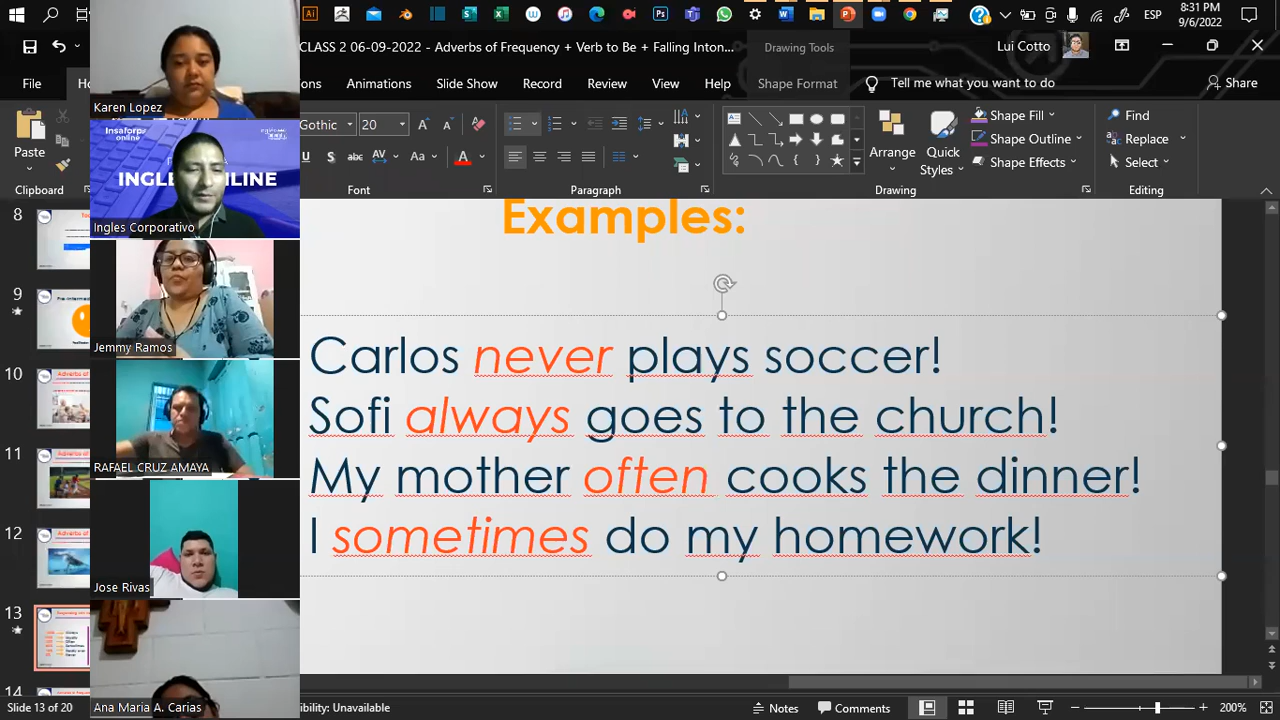 8:31 PM
ESP
9/6/2022
CLASS 2 06-09-2022 - Adverbs of Frequency + Verb to Be + Falling Inton...
Drawing Tools
Lui Cotto
File
Animations
Slide Show
Record
Review
View
Help
Shape Format
Tell me what you want to do
Share
Paste
Clipboard
Gothic
20
Font
Paragraph
Arrange
Quick
Styles
Shape Fill
Shape Outline
Shape Effects
Drawing
Find
Replace
Select
Editing
Karen Lopez
Insaforp
online
INGLES ONLINE
Ingles Corporativo
Jemmy Ramos
RAFAEL CRUZ AMAYA
Jose Rivas
Ana Maria A. Carias
8
9
10
11
12
13
14
Examples:
Carlos never plays soccer!
Sofi always goes to the church!
My mother often cooks the dinner!
I sometimes do my homework!
Slide 13 of 20
ibility: Unavailable
Notes
Comments
200%